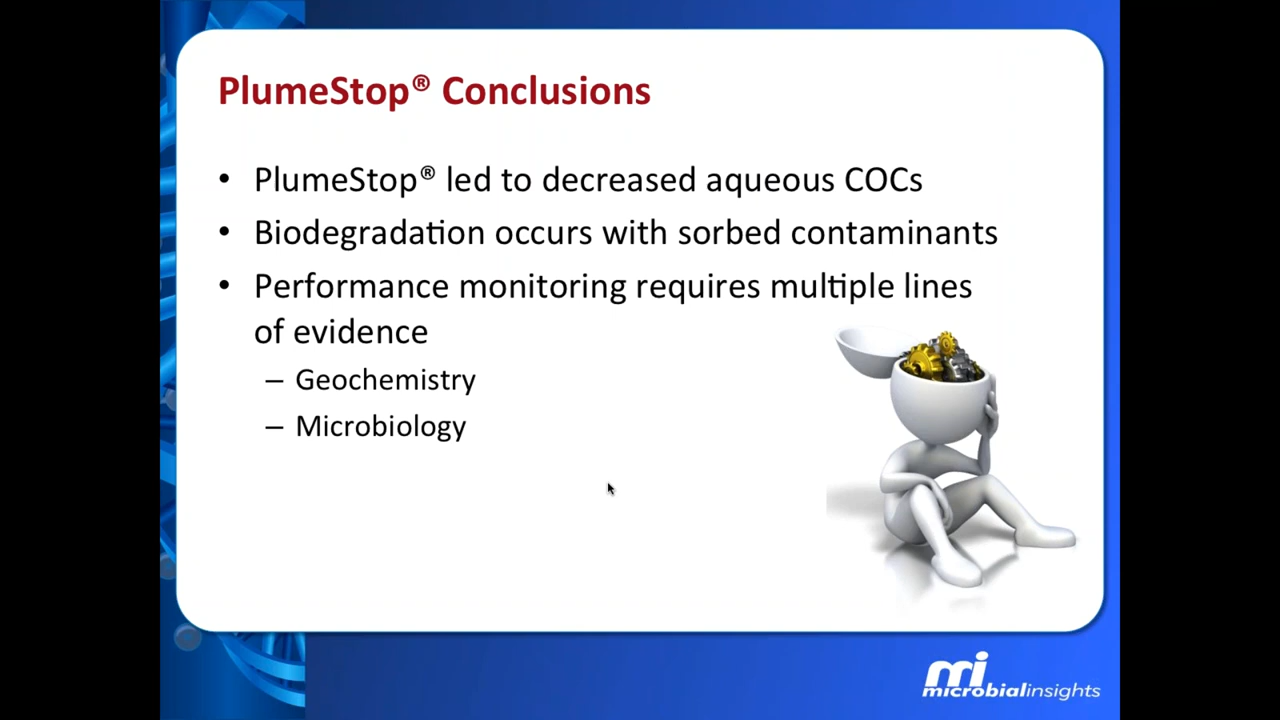 PlumeStop® Conclusions
• PlumeStop® led to decreased aqueous COCs
• Biodegradation occurs with sorbed contaminants
• Performance monitoring requires multiple lines
of evidence
– Geochemistry
– Microbiology
mi
microbialinsights